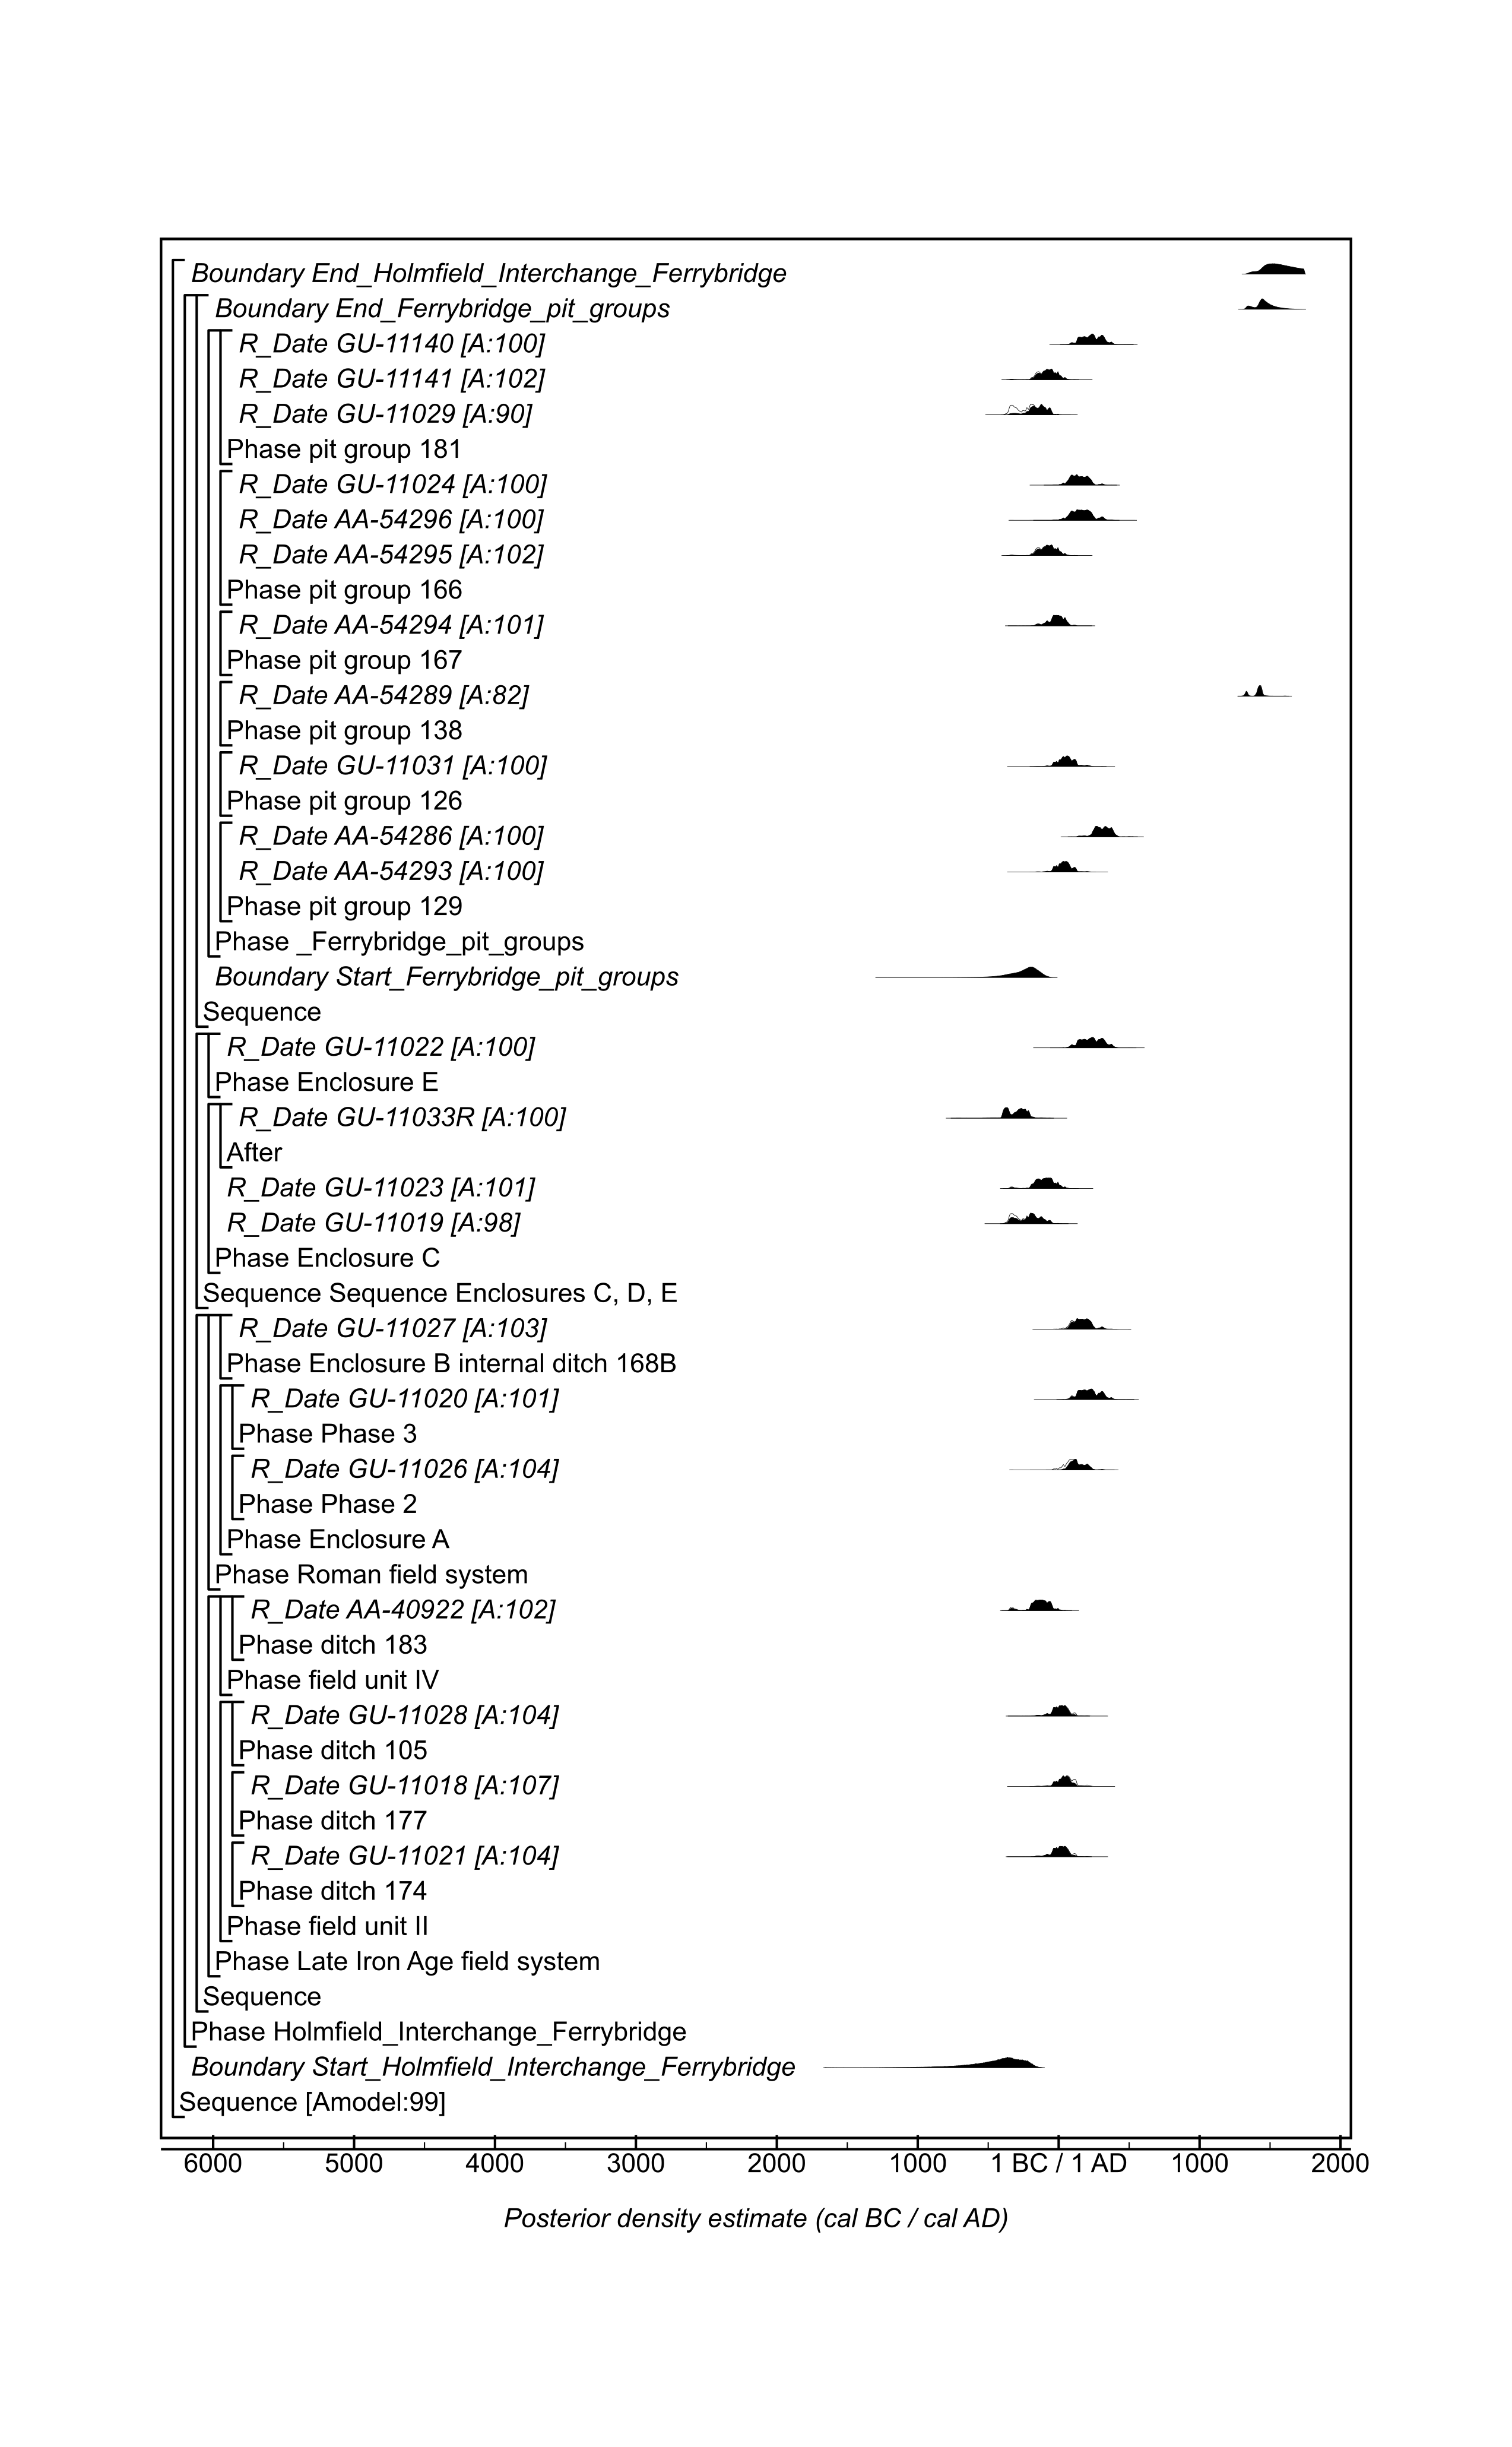 Boundary End_Holmfield_Interchange_Ferrybridge
Boundary End_Ferrybridge_pit_groups
R_Date GU-11140 [A:100]
R_Date GU-11141 [A:102]
R_Date GU-11029 [A:90]
Phase pit group 181
R_Date GU-11024 [A:100]
R_Date AA-54296 [A:100]
R_Date AA-54295 [A:102]
Phase pit group 166
R_Date AA-54294 [A:101]
Phase pit group 167
R_Date AA-54289 [A:82]
Phase pit group 138
R_Date GU-11031 [A:100]
Phase pit group 126
R_Date AA-54286 [A:100]
R_Date AA-54293 [A:100]
Phase pit group 129
Phase _Ferrybridge_pit_groups
Boundary Start_Ferrybridge_pit_groups
Sequence
R_Date GU-11022 [A:100]
Phase Enclosure E
R_Date GU-11033R [A:100]
After
R_Date GU-11023 [A:101]
R_Date GU-11019 [A:98]
Phase Enclosure C
Sequence Sequence Enclosures C, D, E
R_Date GU-11027 [A:103]
Phase Enclosure B internal ditch 168B
R_Date GU-11020 [A:101]
Phase Phase 3
R_Date GU-11026 [A:104]
Phase Phase 2
Phase Enclosure A
Phase Roman field system
R_Date AA-40922 [A:102]
Phase ditch 183
Phase field unit IV
R_Date GU-11028 [A:104]
Phase ditch 105
R_Date GU-11018 [A:107]
Phase ditch 177
R_Date GU-11021 [A:104]
Phase ditch 174
Phase field unit II
Phase Late Iron Age field system
Sequence
Phase Holmfield_Interchange_Ferrybridge
Boundary Start_Holmfield_Interchange_Ferrybridge
Sequence [Amodel:99]
6000 5000 4000 3000 2000 1000 1 BC / 1 AD 1000 2000
Posterior density estimate (cal BC / cal AD)